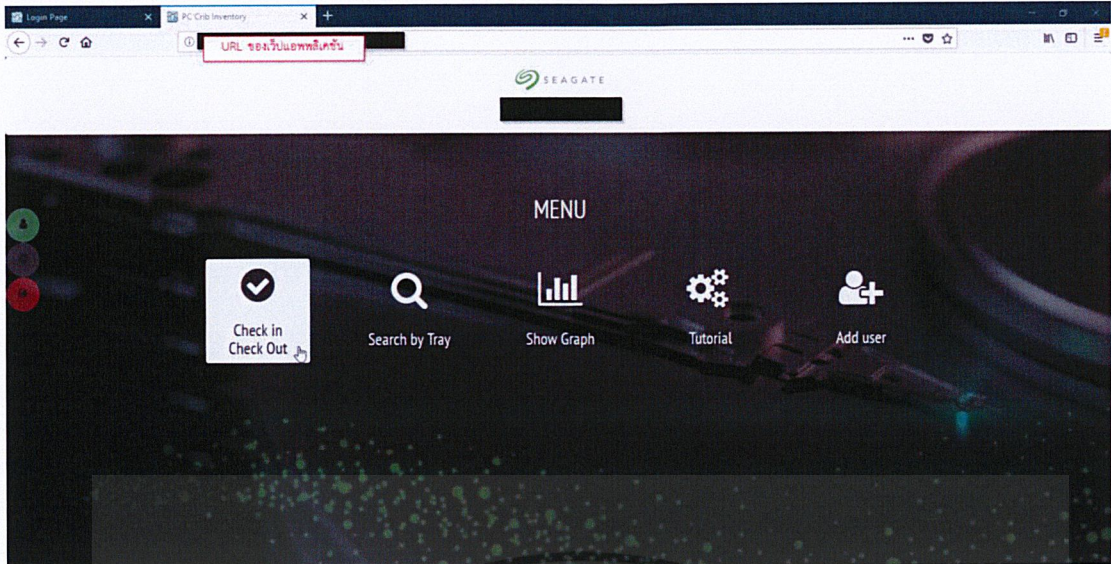 Login Page
PC Crib Inventory
URL ของเว็ปแอพพลิเคชัน
SEAGATE
MENU
Check in
Check Out
Search by Tray
Show Graph
Tutorial
Add user